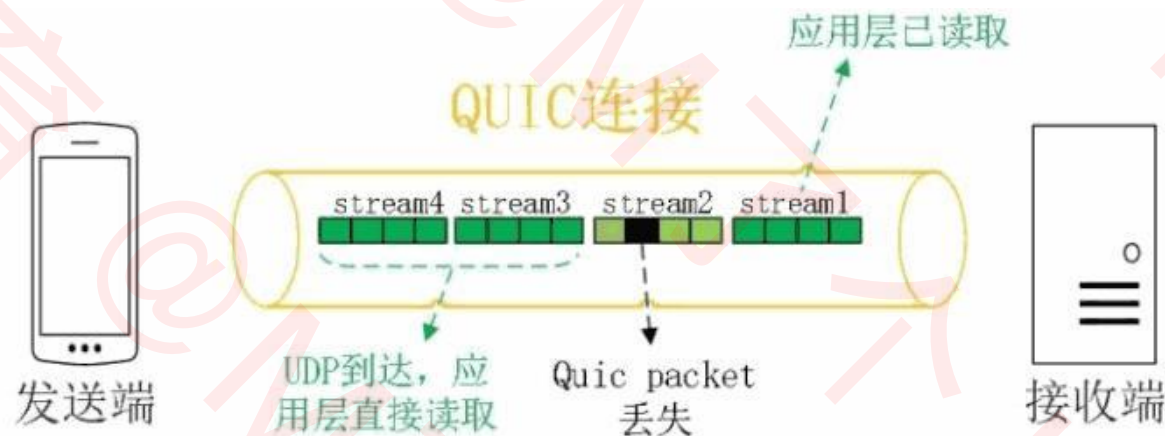 应用层已读取
QUIC连接
stream4 stream3 stream2 stream1
UDP到达，应
用层直接读取
Quic packet
丢失
发送端
接收端